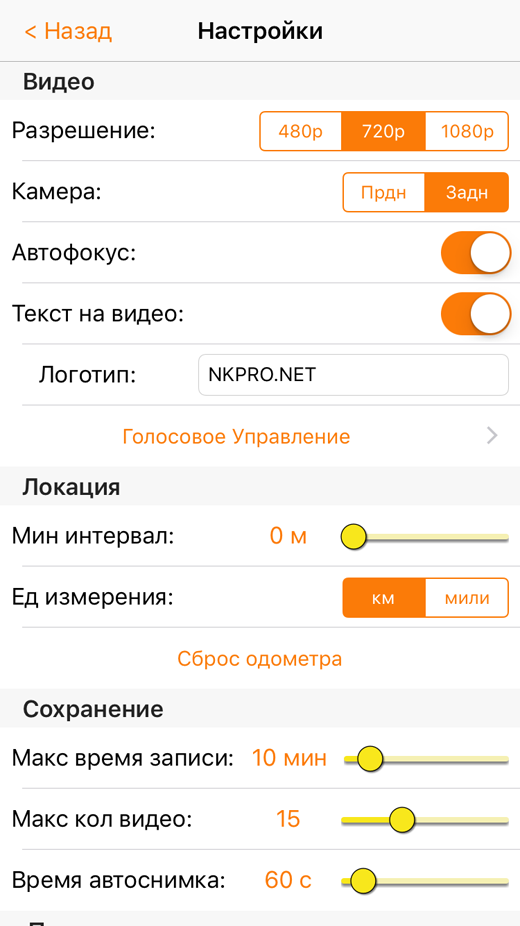 < Назад Настройки
Видео
Разрешение: 480p 720p 1080p
Камера: Прдн Задн
Автофокус:
Текст на видео:
Логотип: NKPRO.NET
Голосовое Управление
Локация
Мин интервал: 0 м
Ед измерения: км мили
Сброс одометра
Сохранение
Макс время записи: 10 мин
Макс кол видео: 15
Время автоснимка: 60 с